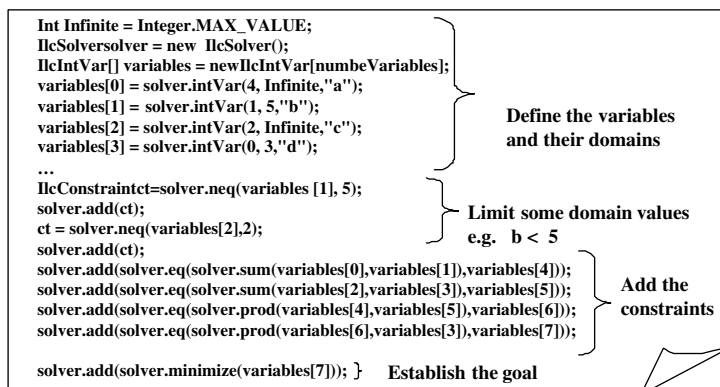 Int Infinite = Integer.MAX_VALUE;
IlcSolversolver = new IlcSolver();
IlcIntVar[] variables = newIlcIntVar[numbeVariables];
variables[0] = solver.intVar(4, Infinite,"a");
variables[1] = solver.intVar(1, 5,"b");
variables[2] = solver.intVar(2, Infinite,"c");
variables[3] = solver.intVar(0, 3,"d");
…
Define the variables
and their domains
IlcConstraintct=solver.neq(variables [1], 5);
solver.add(ct);
ct = solver.neq(variables[2],2);
solver.add(ct);
Limit some domain values
e.g. b < 5
solver.add(solver.eq(solver.sum(variables[0],variables[1]),variables[4]));
solver.add(solver.eq(solver.sum(variables[2],variables[3]),variables[5]));
solver.add(solver.eq(solver.prod(variables[4],variables[5]),variables[6]));
solver.add(solver.eq(solver.prod(variables[6],variables[3]),variables[7]));
Add the
constraints
solver.add(solver.minimize(variables[7])); } Establish the goal